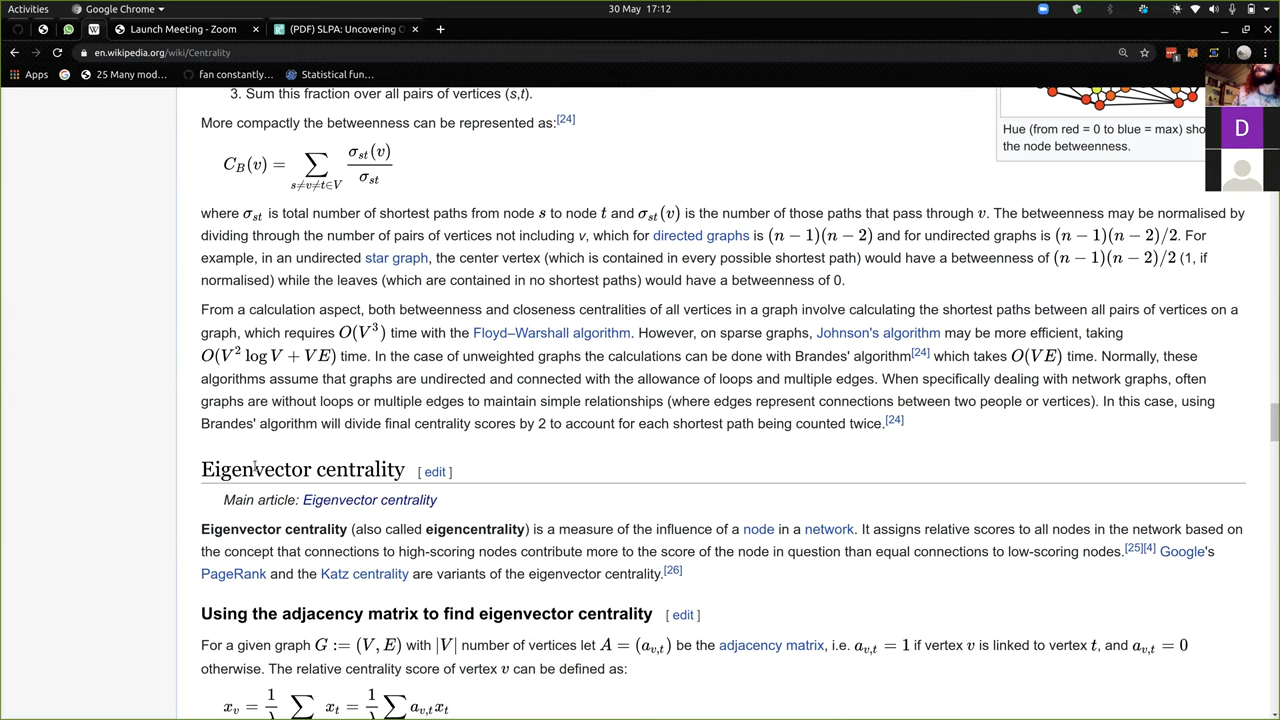 Activities Google Chrome 30 May 17:12
Launch Meeting - Zoom × (PDF) SLPA: Uncovering O × +
en.wikipedia.org/wiki/Centrality
Apps 25 Many mod... fan constantly... Statistical fun...
3. Sum this fraction over all pairs of vertices (s,t).
More compactly the betweenness can be represented as:[24]
C_B(v) = ∑_{s≠v≠t∈V} σ_st(v)/σ_st
Hue (from red = 0 to blue = max) sho
the node betweenness.
D
where σ_st is total number of shortest paths from node s to node t and σ_st(v) is the number of those paths that pass through v. The betweenness may be normalised by
dividing through the number of pairs of vertices not including v, which for directed graphs is (n − 1)(n − 2) and for undirected graphs is (n − 1)(n − 2)/2. For
example, in an undirected star graph, the center vertex (which is contained in every possible shortest path) would have a betweenness of (n − 1)(n − 2)/2 (1, if
normalised) while the leaves (which are contained in no shortest paths) would have a betweenness of 0.
From a calculation aspect, both betweenness and closeness centralities of all vertices in a graph involve calculating the shortest paths between all pairs of vertices on a
graph, which requires O(V³) time with the Floyd–Warshall algorithm. However, on sparse graphs, Johnson's algorithm may be more efficient, taking
O(V² log V + VE) time. In the case of unweighted graphs the calculations can be done with Brandes' algorithm[24] which takes O(VE) time. Normally, these
algorithms assume that graphs are undirected and connected with the allowance of loops and multiple edges. When specifically dealing with network graphs, often
graphs are without loops or multiple edges to maintain simple relationships (where edges represent connections between two people or vertices). In this case, using
Brandes' algorithm will divide final centrality scores by 2 to account for each shortest path being counted twice.[24]
Eigenvector centrality [ edit ]
Main article: Eigenvector centrality
Eigenvector centrality (also called eigencentrality) is a measure of the influence of a node in a network. It assigns relative scores to all nodes in the network based on
the concept that connections to high-scoring nodes contribute more to the score of the node in question than equal connections to low-scoring nodes.[25][4] Google's
PageRank and the Katz centrality are variants of the eigenvector centrality.[26]
Using the adjacency matrix to find eigenvector centrality [ edit ]
For a given graph G := (V, E) with |V| number of vertices let A = (a_v,t) be the adjacency matrix, i.e. a_v,t = 1 if vertex v is linked to vertex t, and a_v,t = 0
otherwise. The relative centrality score of vertex v can be defined as:
x_v = 1/λ ∑ x_t = 1/λ ∑ a_v,t x_t